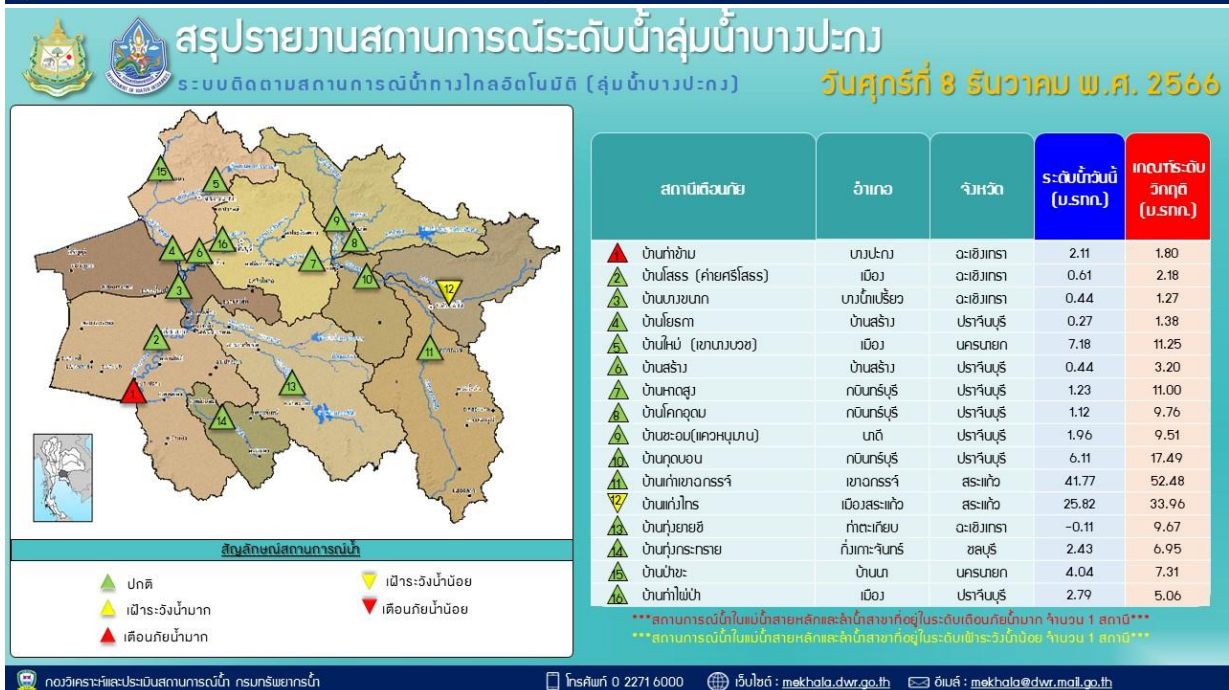 สรุปรายงานสถานการณ์ระดับน้ำลุ่มน้ำบางปะกง
ระบบติดตามสถานการณ์น้ำทางไกลอัตโนมัติ (ลุ่มน้ำบางปะกง)
วันศุกร์ที่ 8 ธันวาคม พ.ศ. 2566
15
5
9
8
4
6
16
7
10
12
3
2
11
1
13
14
สัญลักษณ์สถานการณ์น้ำ
ปกติ
เฝ้าระวังน้ำน้อย
เฝ้าระวังน้ำมาก
เตือนภัยน้ำน้อย
เตือนภัยน้ำมาก
สถานีเตือนภัย อำเภอ จังหวัด ระดับน้ำวันนี้ (ม.รทก.) เกณฑ์ระดับวิกฤติ (ม.รทก.)
1 บ้านท่าข้าม บางปะกง ฉะเชิงเทรา 2.11 1.80
2 บ้านโสธร (ค่ายศรีโสธร) เมือง ฉะเชิงเทรา 0.61 2.18
3 บ้านบางขนาก บางน้ำเปรี้ยว ฉะเชิงเทรา 0.44 1.27
4 บ้านโยธกา บ้านสร้าง ปราจีนบุรี 0.27 1.38
5 บ้านใหม่ (เขานางบวช) เมือง นครนายก 7.18 11.25
6 บ้านสร้าง บ้านสร้าง ปราจีนบุรี 0.44 3.20
7 บ้านหาดสูง กบินทร์บุรี ปราจีนบุรี 1.23 11.00
8 บ้านโคกอุดม กบินทร์บุรี ปราจีนบุรี 1.12 9.76
9 บ้านซะอม(แควหนุมาน) นาดี ปราจีนบุรี 1.96 9.51
10 บ้านกุดบอน กบินทร์บุรี ปราจีนบุรี 6.11 17.49
11 บ้านเก่าเขาฉกรรจ์ เขาฉกรรจ์ สระแก้ว 41.77 52.48
12 บ้านแก่งไทร เมืองสระแก้ว สระแก้ว 25.82 33.96
13 บ้านทุ่งยายชี ท่าตะเกียบ ฉะเชิงเทรา -0.11 9.67
14 บ้านทุ่งกระทราย กิ่งเกาะจันทร์ ชลบุรี 2.43 6.95
15 บ้านป่าขะ บ้านนา นครนายก 4.04 7.31
16 บ้านท่าไผ่ป่า เมือง ปราจีนบุรี 2.79 5.06
***สถานการณ์น้ำในแม่น้ำสายหลักและลำน้ำสาขาที่อยู่ในระดับเตือนภัยน้ำมาก จำนวน 1 สถานี***
***สถานการณ์น้ำในแม่น้ำสายหลักและลำน้ำสาขาที่อยู่ในระดับเฝ้าระวังน้ำน้อย จำนวน 1 สถานี***
กองวิเคราะห์และประเมินสถานการณ์น้ำ กรมทรัพยากรน้ำ
โทรศัพท์ 0 2271 6000
เว็บไซต์ : mekhala.dwr.go.th
อีเมล์ : mekhala@dwr.mail.go.th